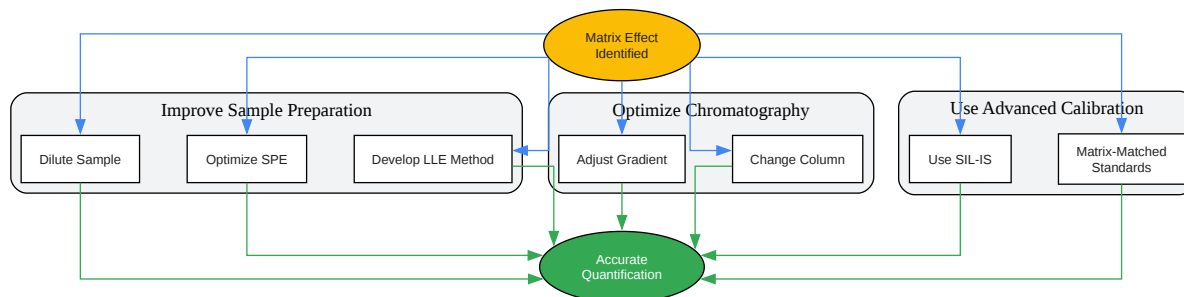 Matrix Effect
Identified
Improve Sample Preparation
Optimize Chromatography
Use Advanced Calibration
Dilute Sample
Optimize SPE
Develop LLE Method
Adjust Gradient
Change Column
Use SIL-IS
Matrix-Matched
Standards
Accurate
Quantification